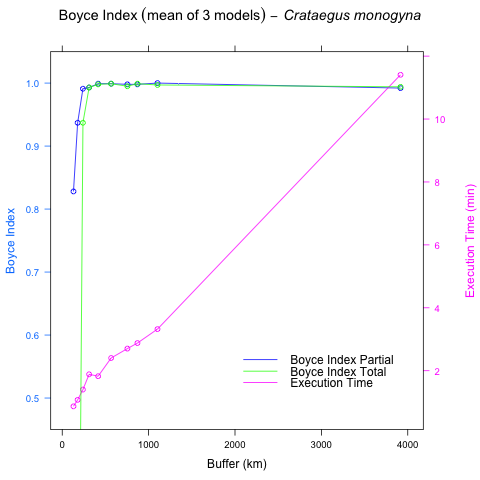 Boyce Index (mean of 3 models) – Crataegus monogyna
1.0
0.9
0.8
0.7
0.6
0.5
Boyce Index
10
8
6
4
2
Execution Time (min)
Boyce Index Partial
Boyce Index Total
Execution Time
0 1000 2000 3000 4000
Buffer (km)